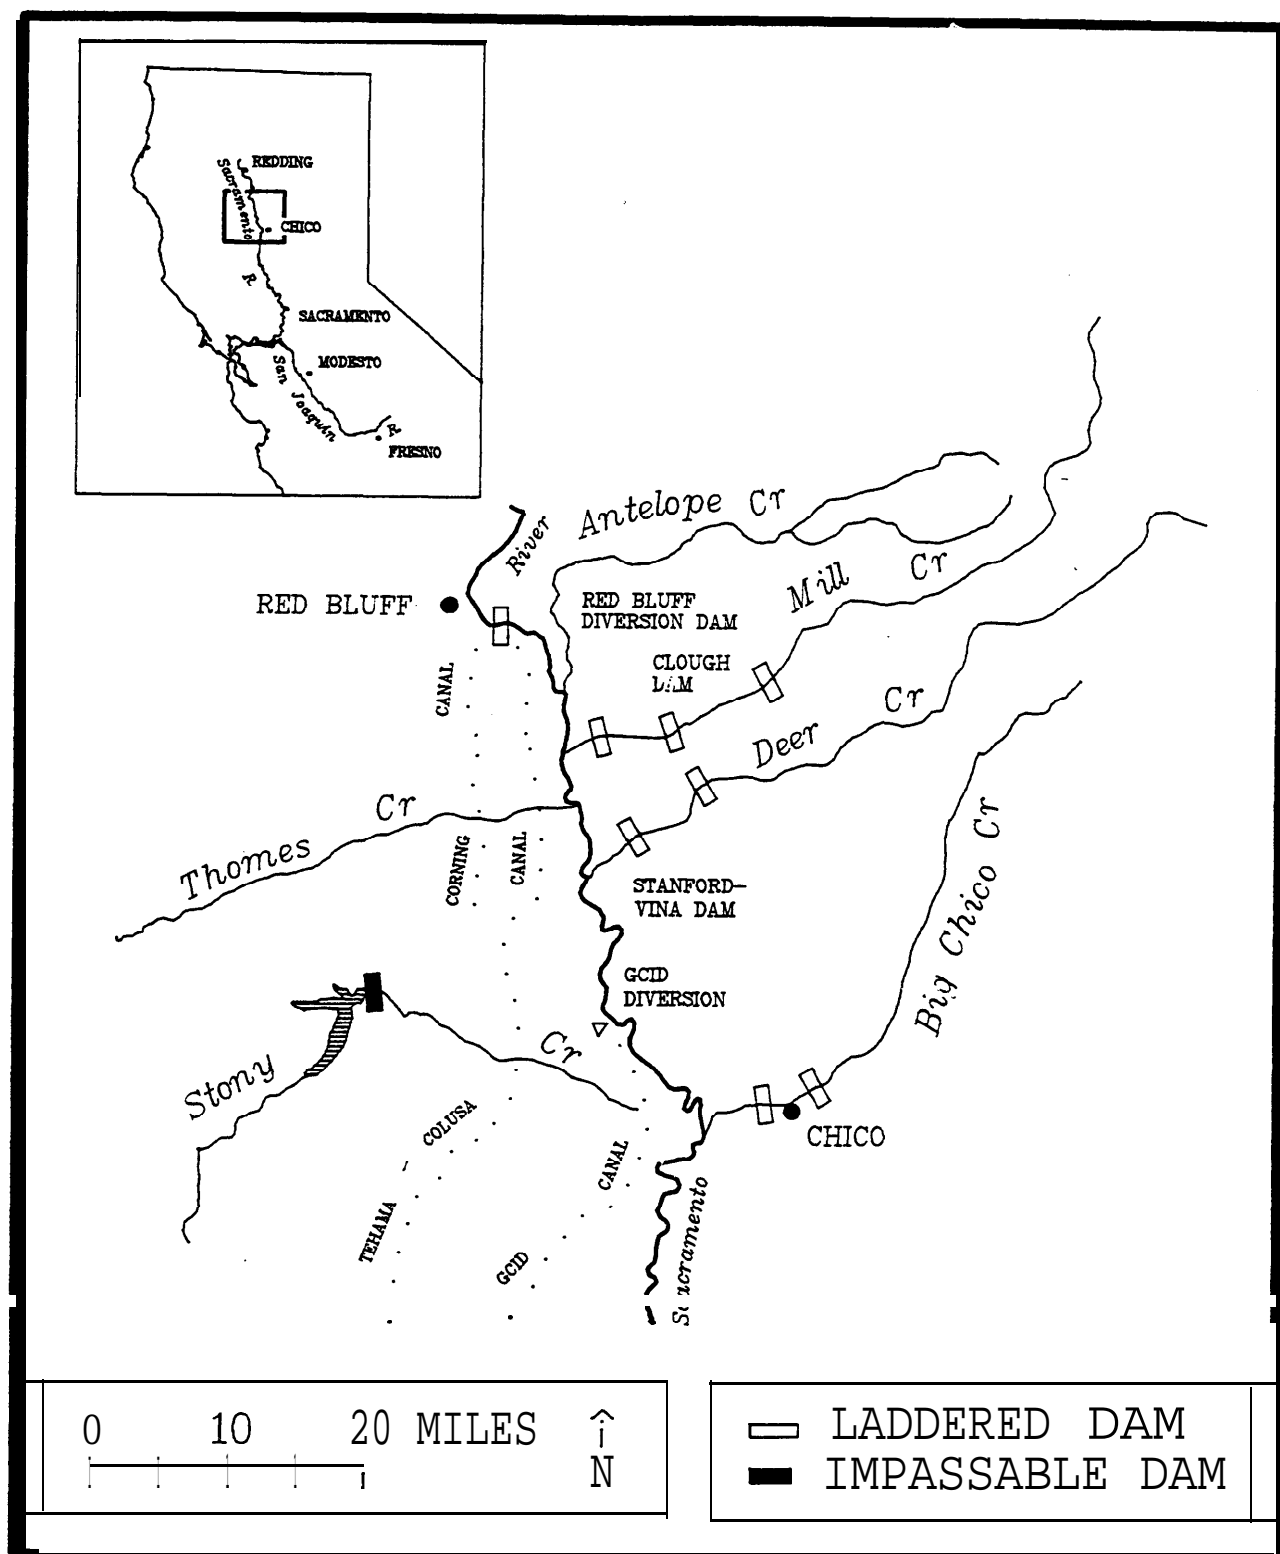 REDDING
Sacramento
CHICO
R
SACRAMENTO
MODESTO
San Joaquin
R
FRESNO
River
Antelope Cr
RED BLUFF
RED BLUFF
DIVERSION DAM
Mill Cr
CLOUGH
DAM
CANAL
Deer Cr
Thomes Cr
CORNING
CANAL
STANFORD-
VINA DAM
Big Chico Cr
GCID
DIVERSION
Stony Cr
COLUSA
CHICO
CANAL
TEHAMA
GCID
Sacramento
0 10 20 MILES
N
LADDERED DAM
IMPASSABLE DAM